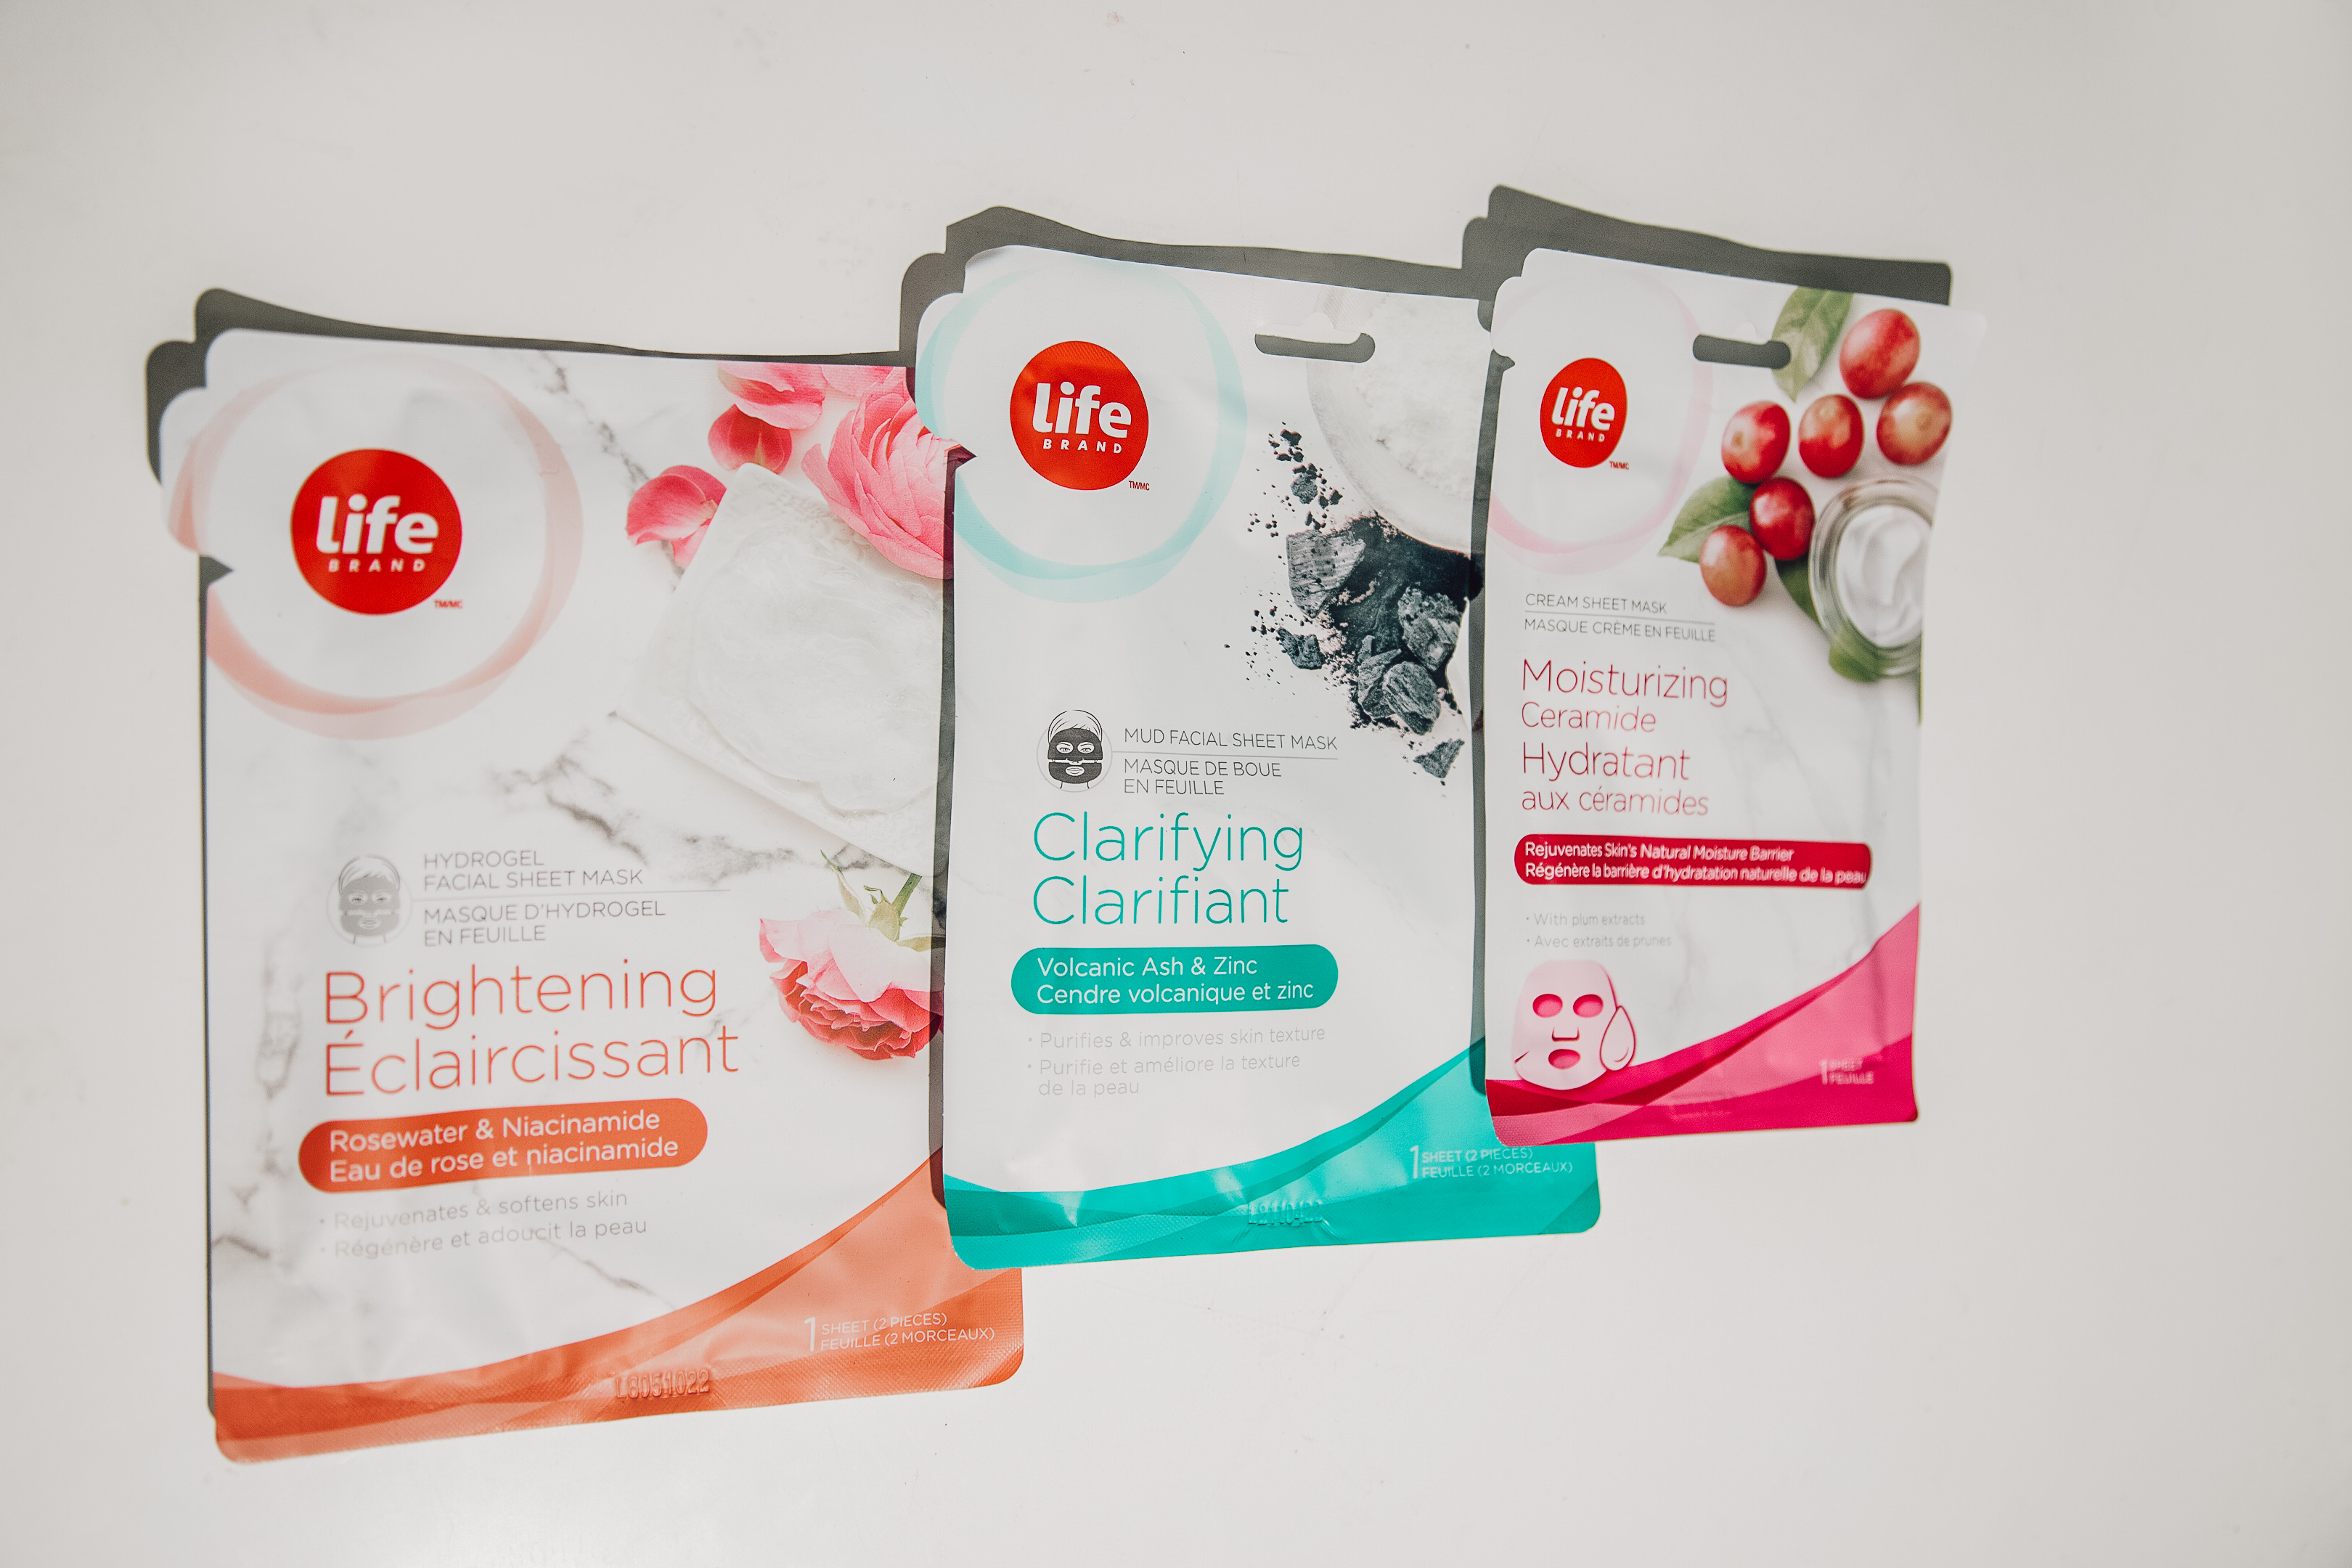 life
BRAND
TM/MC
HYDROGEL
FACIAL SHEET MASK
MASQUE D'HYDROGEL
EN FEUILLE
Brightening
Éclaircissant
Rosewater & Niacinamide
Eau de rose et niacinamide
• Rejuvenates & softens skin
• Régénère et adoucit la peau
1 SHEET (2 PIECES)
FEUILLE (2 MORCEAUX)
life
BRAND
TM/MC
MUD FACIAL SHEET MASK
MASQUE DE BOUE
EN FEUILLE
Clarifying
Clarifiant
Volcanic Ash & Zinc
Cendre volcanique et zinc
• Purifies & improves skin texture
• Purifie et améliore la texture
de la peau
1 SHEET (2 PIECES)
FEUILLE (2 MORCEAUX)
life
BRAND
TM/MC
CREAM SHEET MASK
MASQUE CRÈME EN FEUILLE
Moisturizing
Ceramide
Hydratant
aux céramides
Rejuvenates Skin's Natural Moisture Barrier
Régénère la barrière d'hydratation naturelle de la peau
• With plum extracts
• Avec extraits de prunes
1 SHEET
FEUILLE